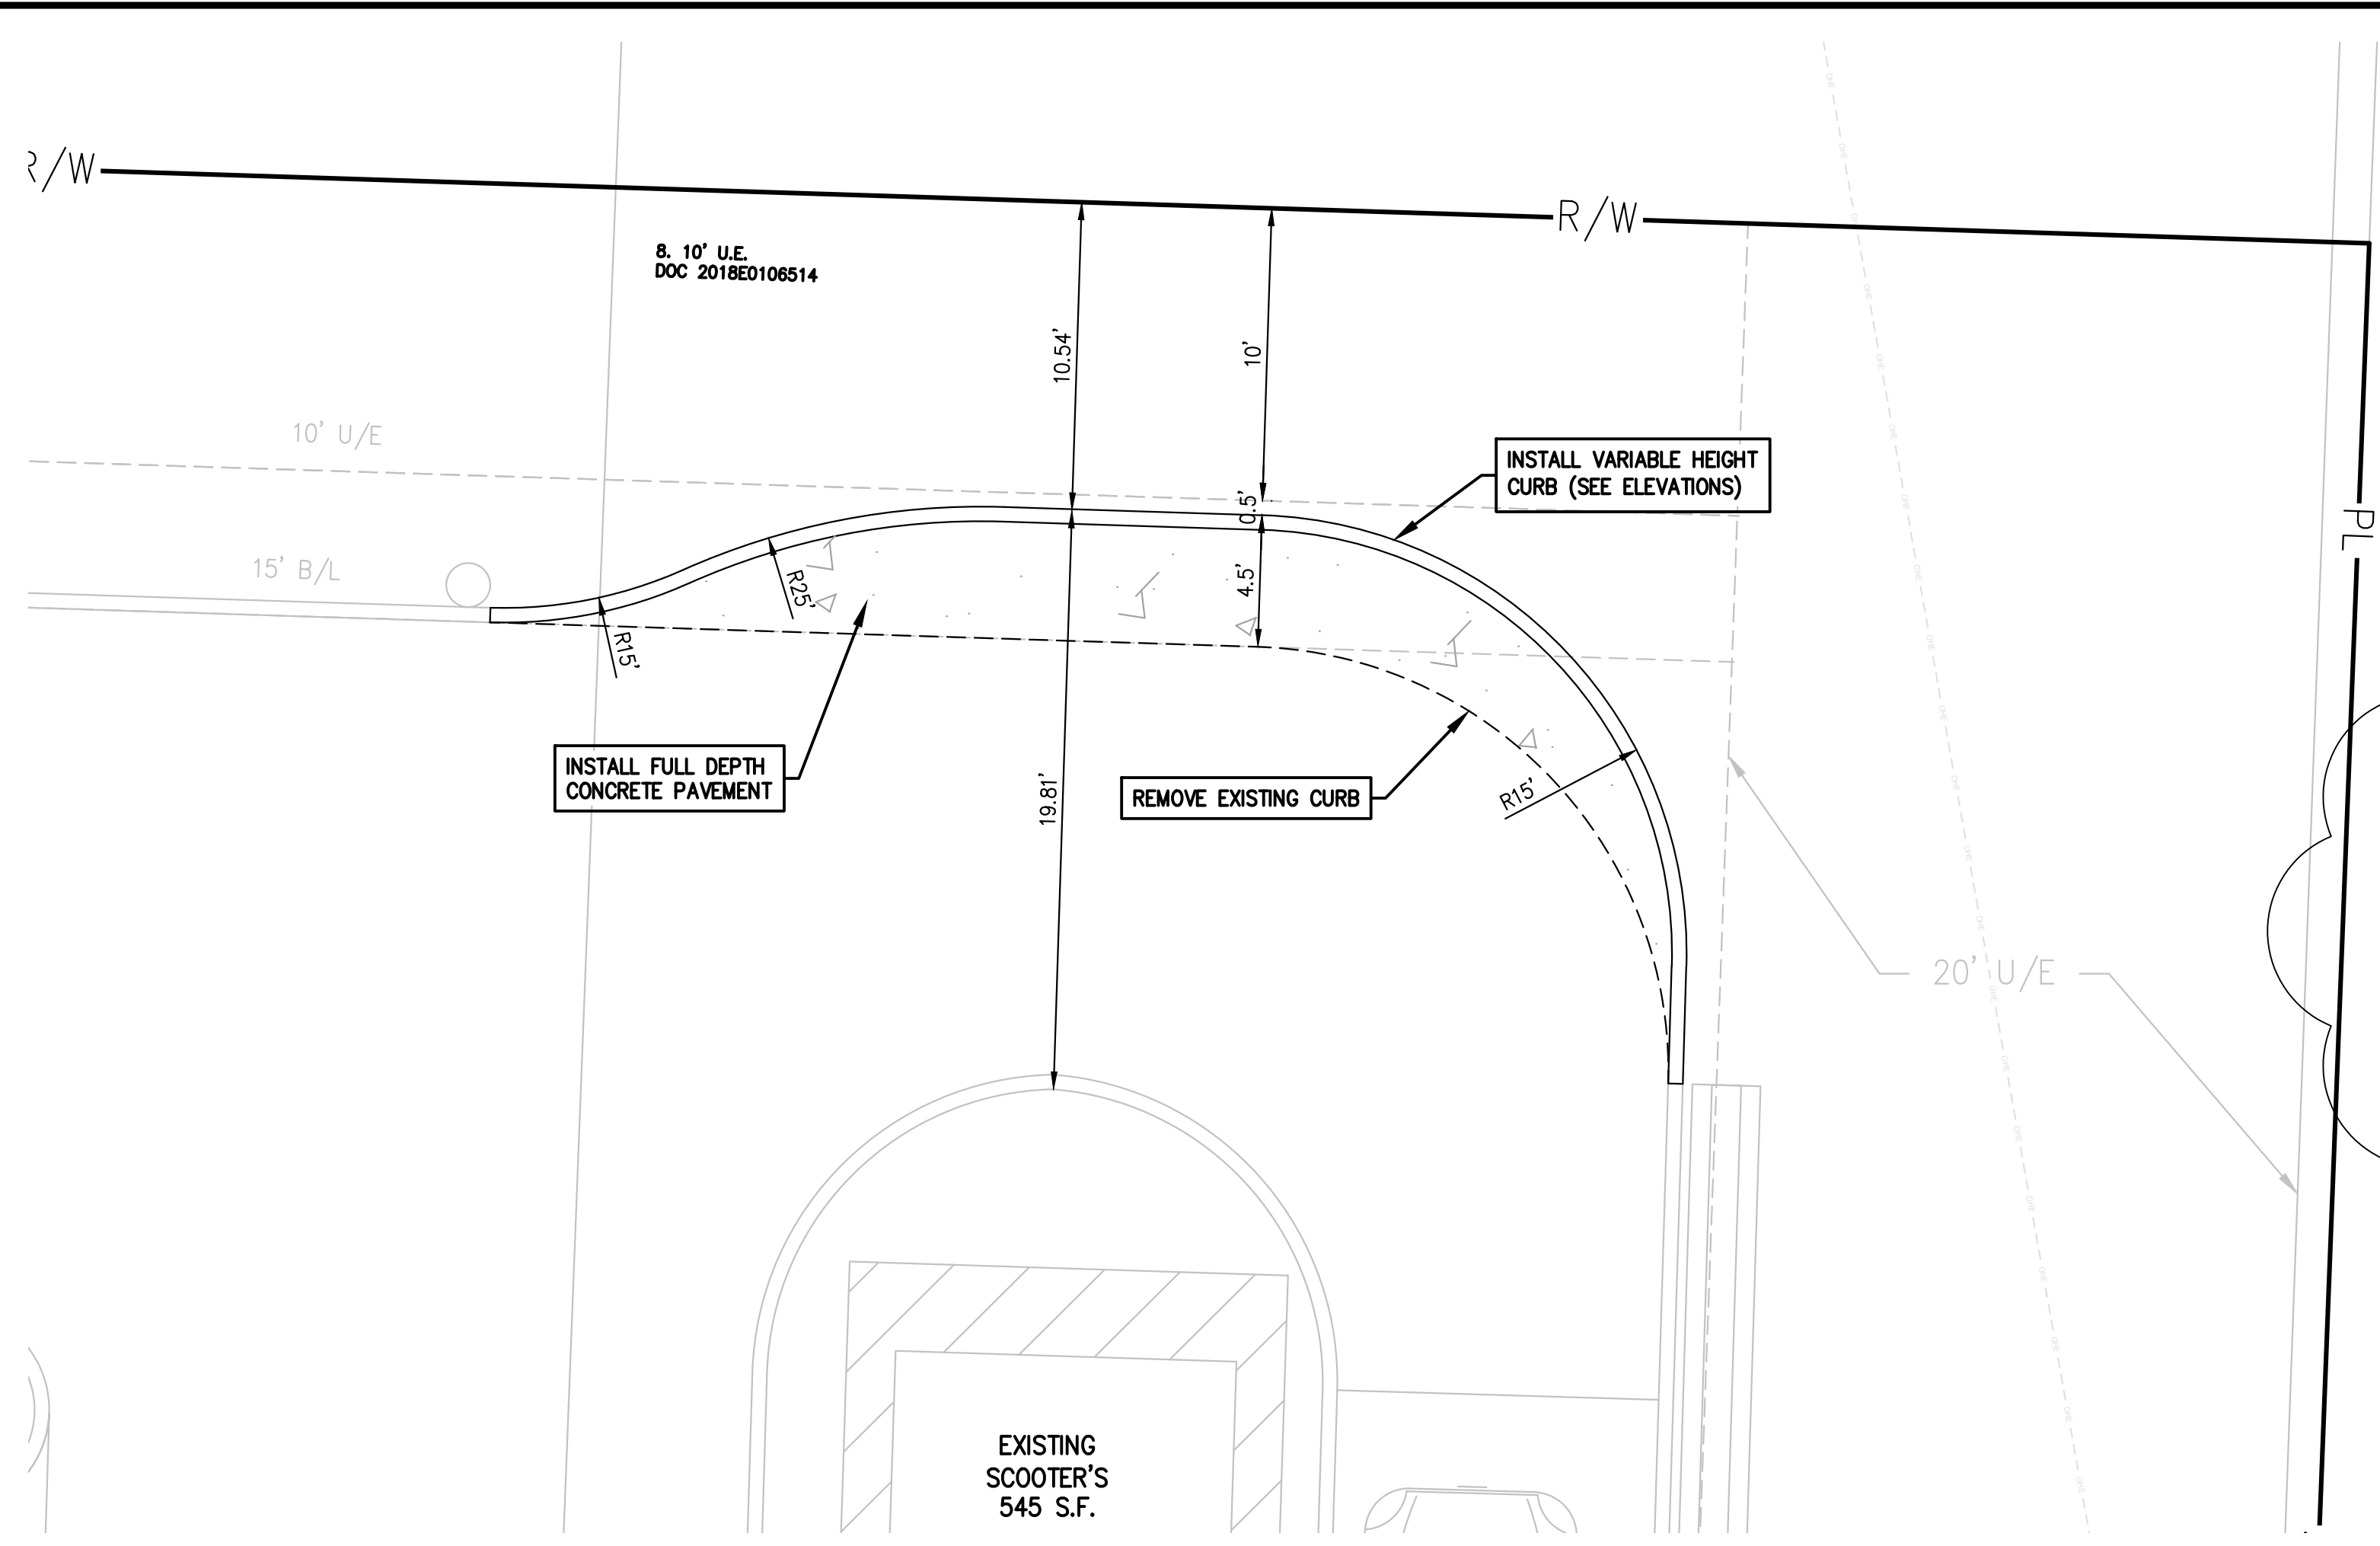 R/W
R/W
8. 10' U.E.
DOC 2018E0106514
10.54'
10'
10' U/E
INSTALL VARIABLE HEIGHT
CURB (SEE ELEVATIONS)
0.5'
PL
15' B/L
R25'
4.5'
R15'
INSTALL FULL DEPTH
CONCRETE PAVEMENT
19.81'
REMOVE EXISTING CURB
R15'
20' U/E
EXISTING
SCOOTER'S
545 S.F.